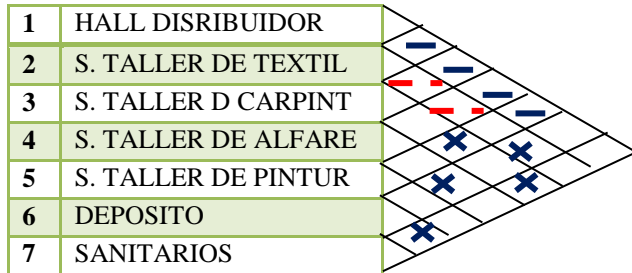 1 HALL DISRIBUIDOR
2 S. TALLER DE TEXTIL
3 S. TALLER D CARPINT
4 S. TALLER DE ALFARE
5 S. TALLER DE PINTUR
6 DEPOSITO
7 SANITARIOS